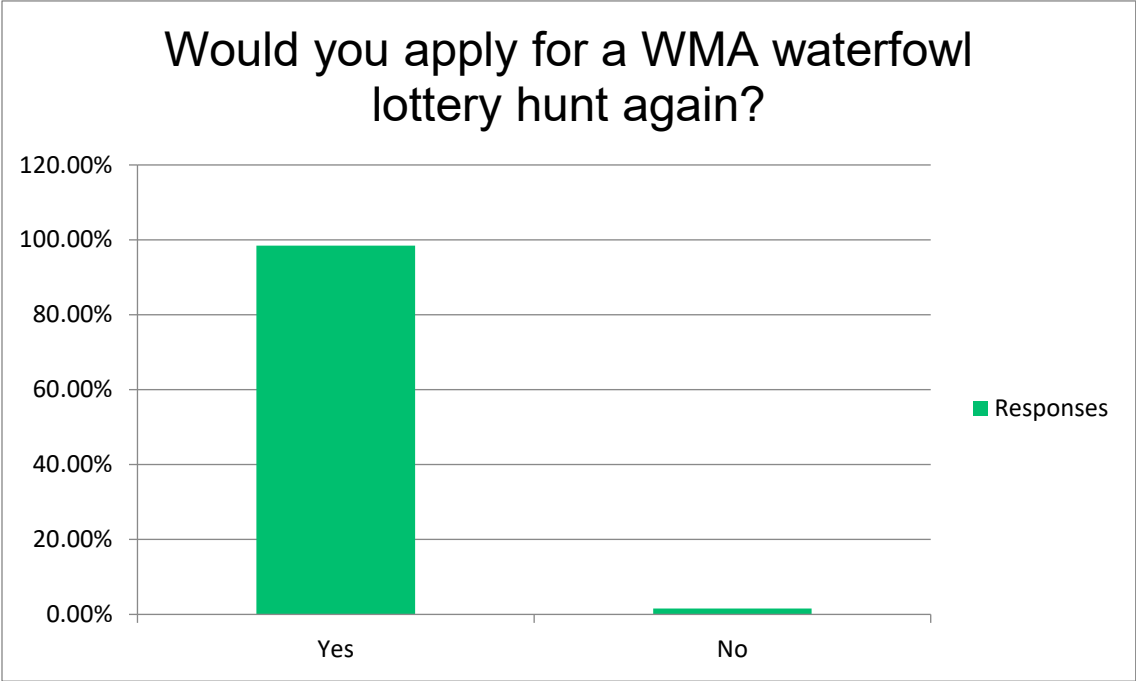 Would you apply for a WMA waterfowl
lottery hunt again?
120.00%
100.00%
80.00%
60.00%
40.00%
20.00%
0.00%
Yes
No
Responses